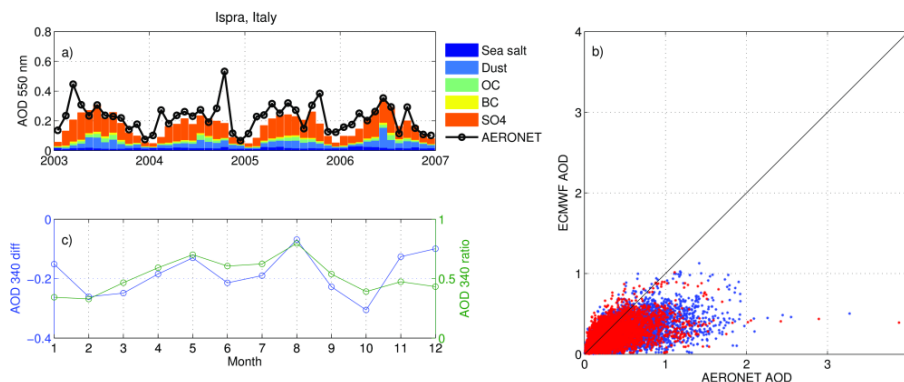 Ispra, Italy
a)
AOD 550 nm
0.8
0.6
0.4
0.2
0
2003 2004 2005 2006 2007
Sea salt
Dust
OC
BC
SO4
AERONET
b)
ECMWF AOD
4
3
2
1
0
0 1 2 3
AERONET AOD
c)
AOD 340 diff
0
−0.2
−0.4
1 2 3 4 5 6 7 8 9 10 11 12
Month
1
0.5
0
AOD 340 ratio